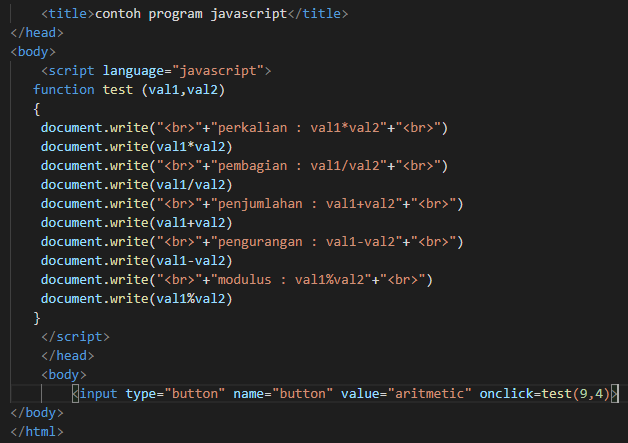 <title>contoh program javascript</title>
</head>
<body>
<script language="javascript">
function test (val1,val2)
{
document.write("<br>"+"perkalian : val1*val2"+"<br>")
document.write(val1*val2)
document.write("<br>"+"pembagian : val1/val2"+"<br>")
document.write(val1/val2)
document.write("<br>"+"penjumlahan : val1+val2"+"<br>")
document.write(val1+val2)
document.write("<br>"+"pengurangan : val1-val2"+"<br>")
document.write(val1-val2)
document.write("<br>"+"modulus : val1%val2"+"<br>")
document.write(val1%val2)
}
</script>
</head>
<body>
<input type="button" name="button" value="aritmetic" onclick=test(9,4)>
</body>
</html>